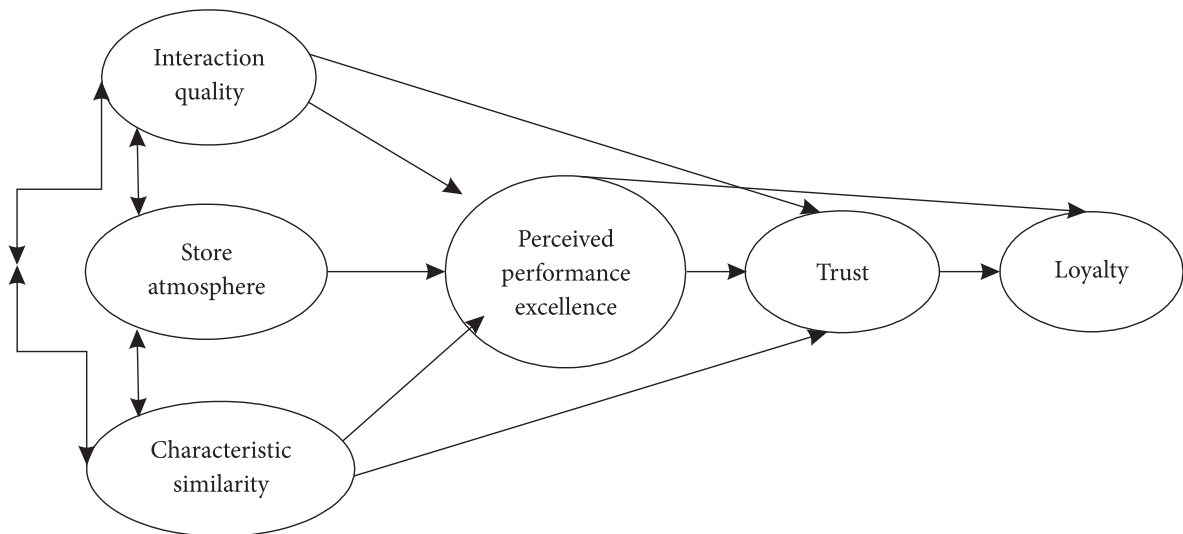 Interaction
quality
Store
atmosphere
Characteristic
similarity
Perceived
performance
excellence
Trust
Loyalty